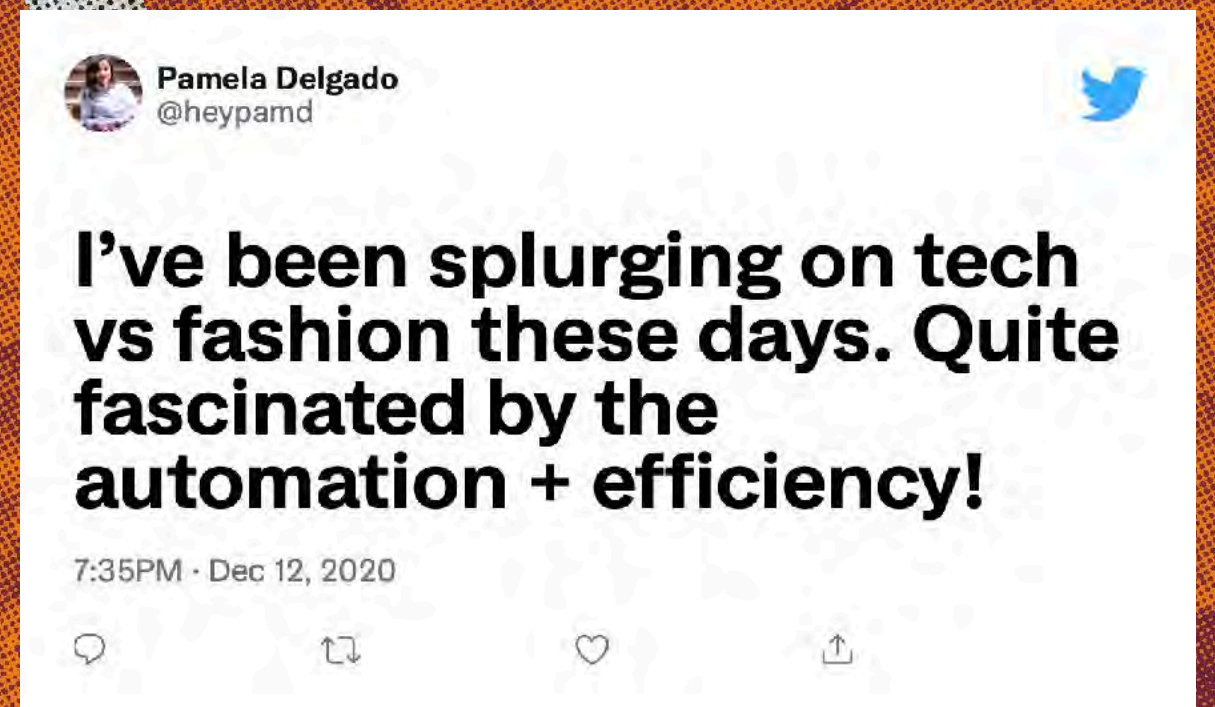 Pamela Delgado
@heypamd
I’ve been splurging on tech
vs fashion these days. Quite
fascinated by the
automation + efficiency!
7:35PM · Dec 12, 2020